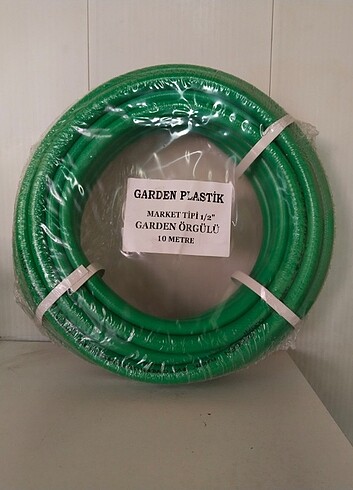 GARDEN PLASTİK
MARKET TİPİ 1/2"
GARDEN ÖRGÜLÜ
10 METRE